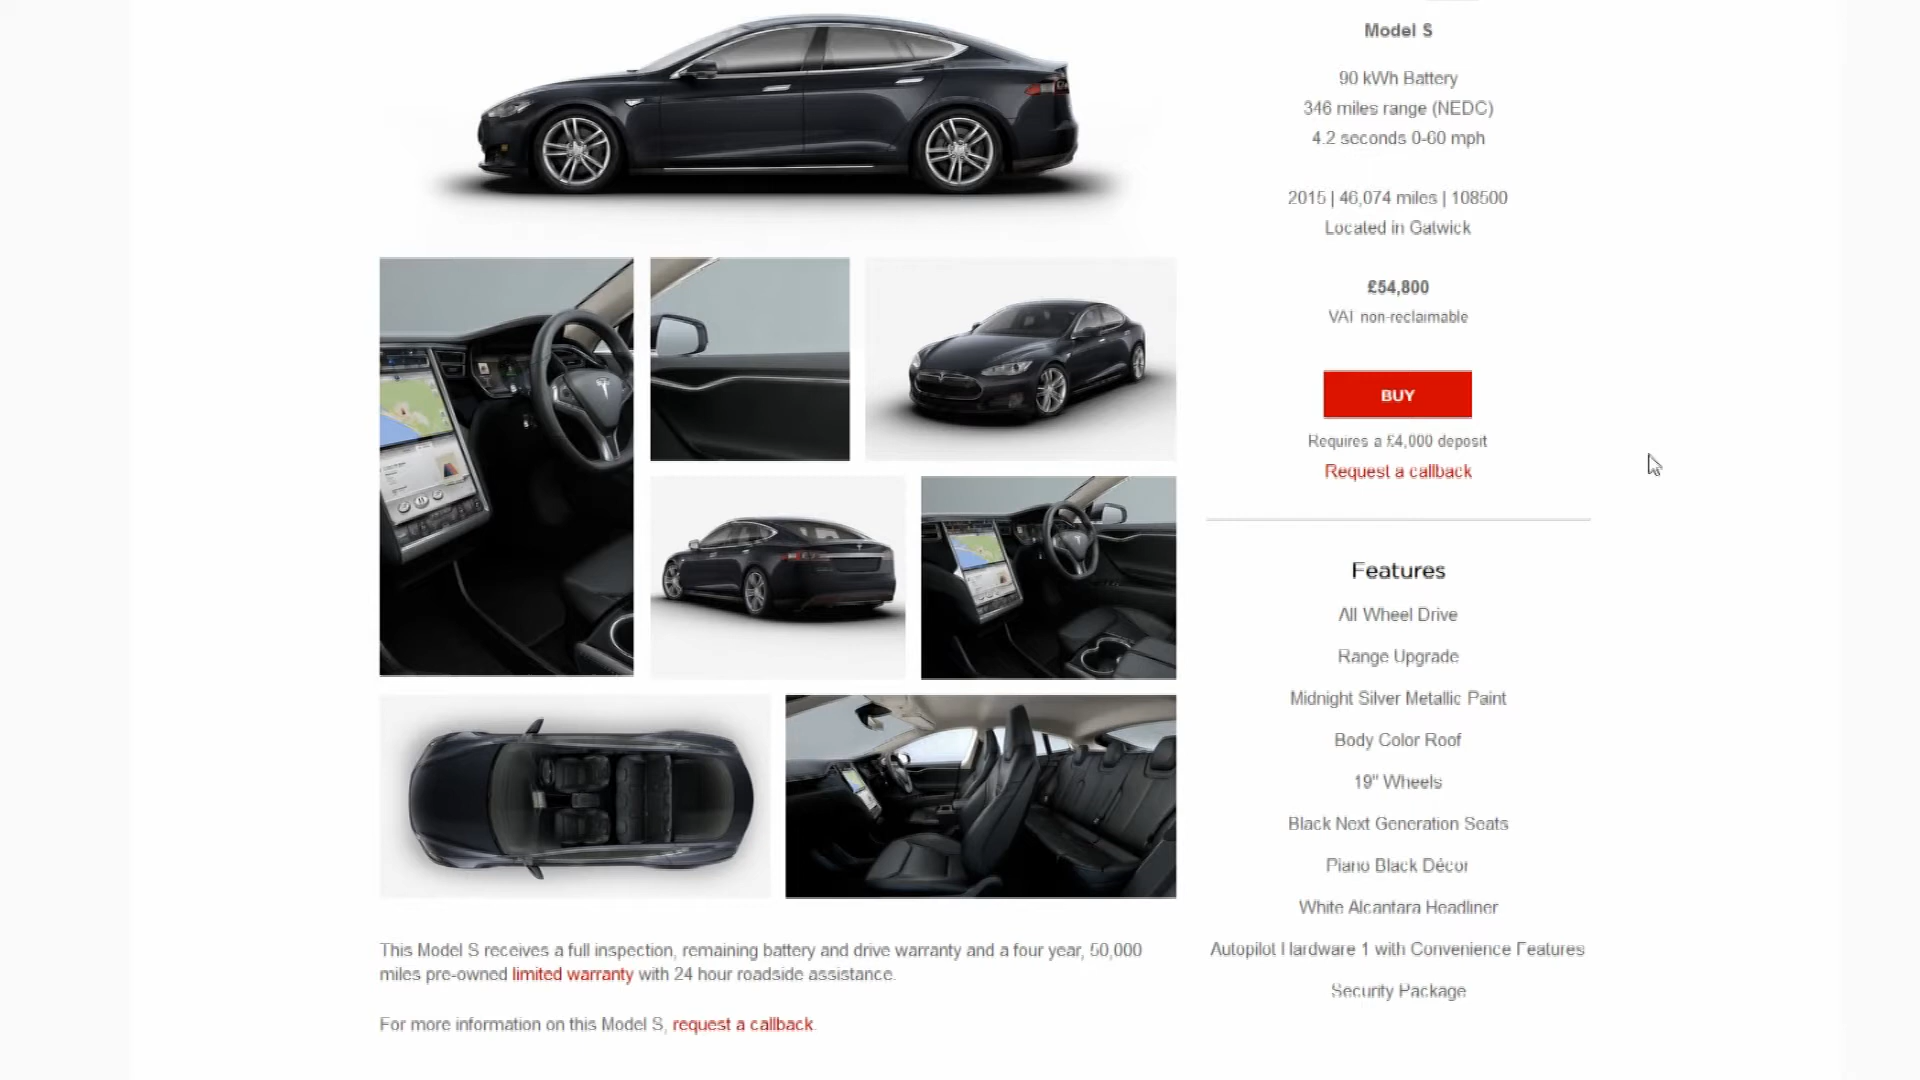 Model S
90 kWh Battery
346 miles range (NEDC)
4.2 seconds 0-60 mph
2015 | 46,074 miles | 108500
Located in Gatwick
£54,800
VAT non-reclaimable
BUY
Requires a £4,000 deposit
Request a callback
Features
All Wheel Drive
Range Upgrade
Midnight Silver Metallic Paint
Body Color Roof
19" Wheels
Black Next Generation Seats
Piano Black Décor
White Alcantara Headliner
Autopilot Hardware 1 with Convenience Features
Security Package
This Model S receives a full inspection, remaining battery and drive warranty and a four year, 50,000
miles pre-owned limited warranty with 24 hour roadside assistance.
For more information on this Model S, request a callback.